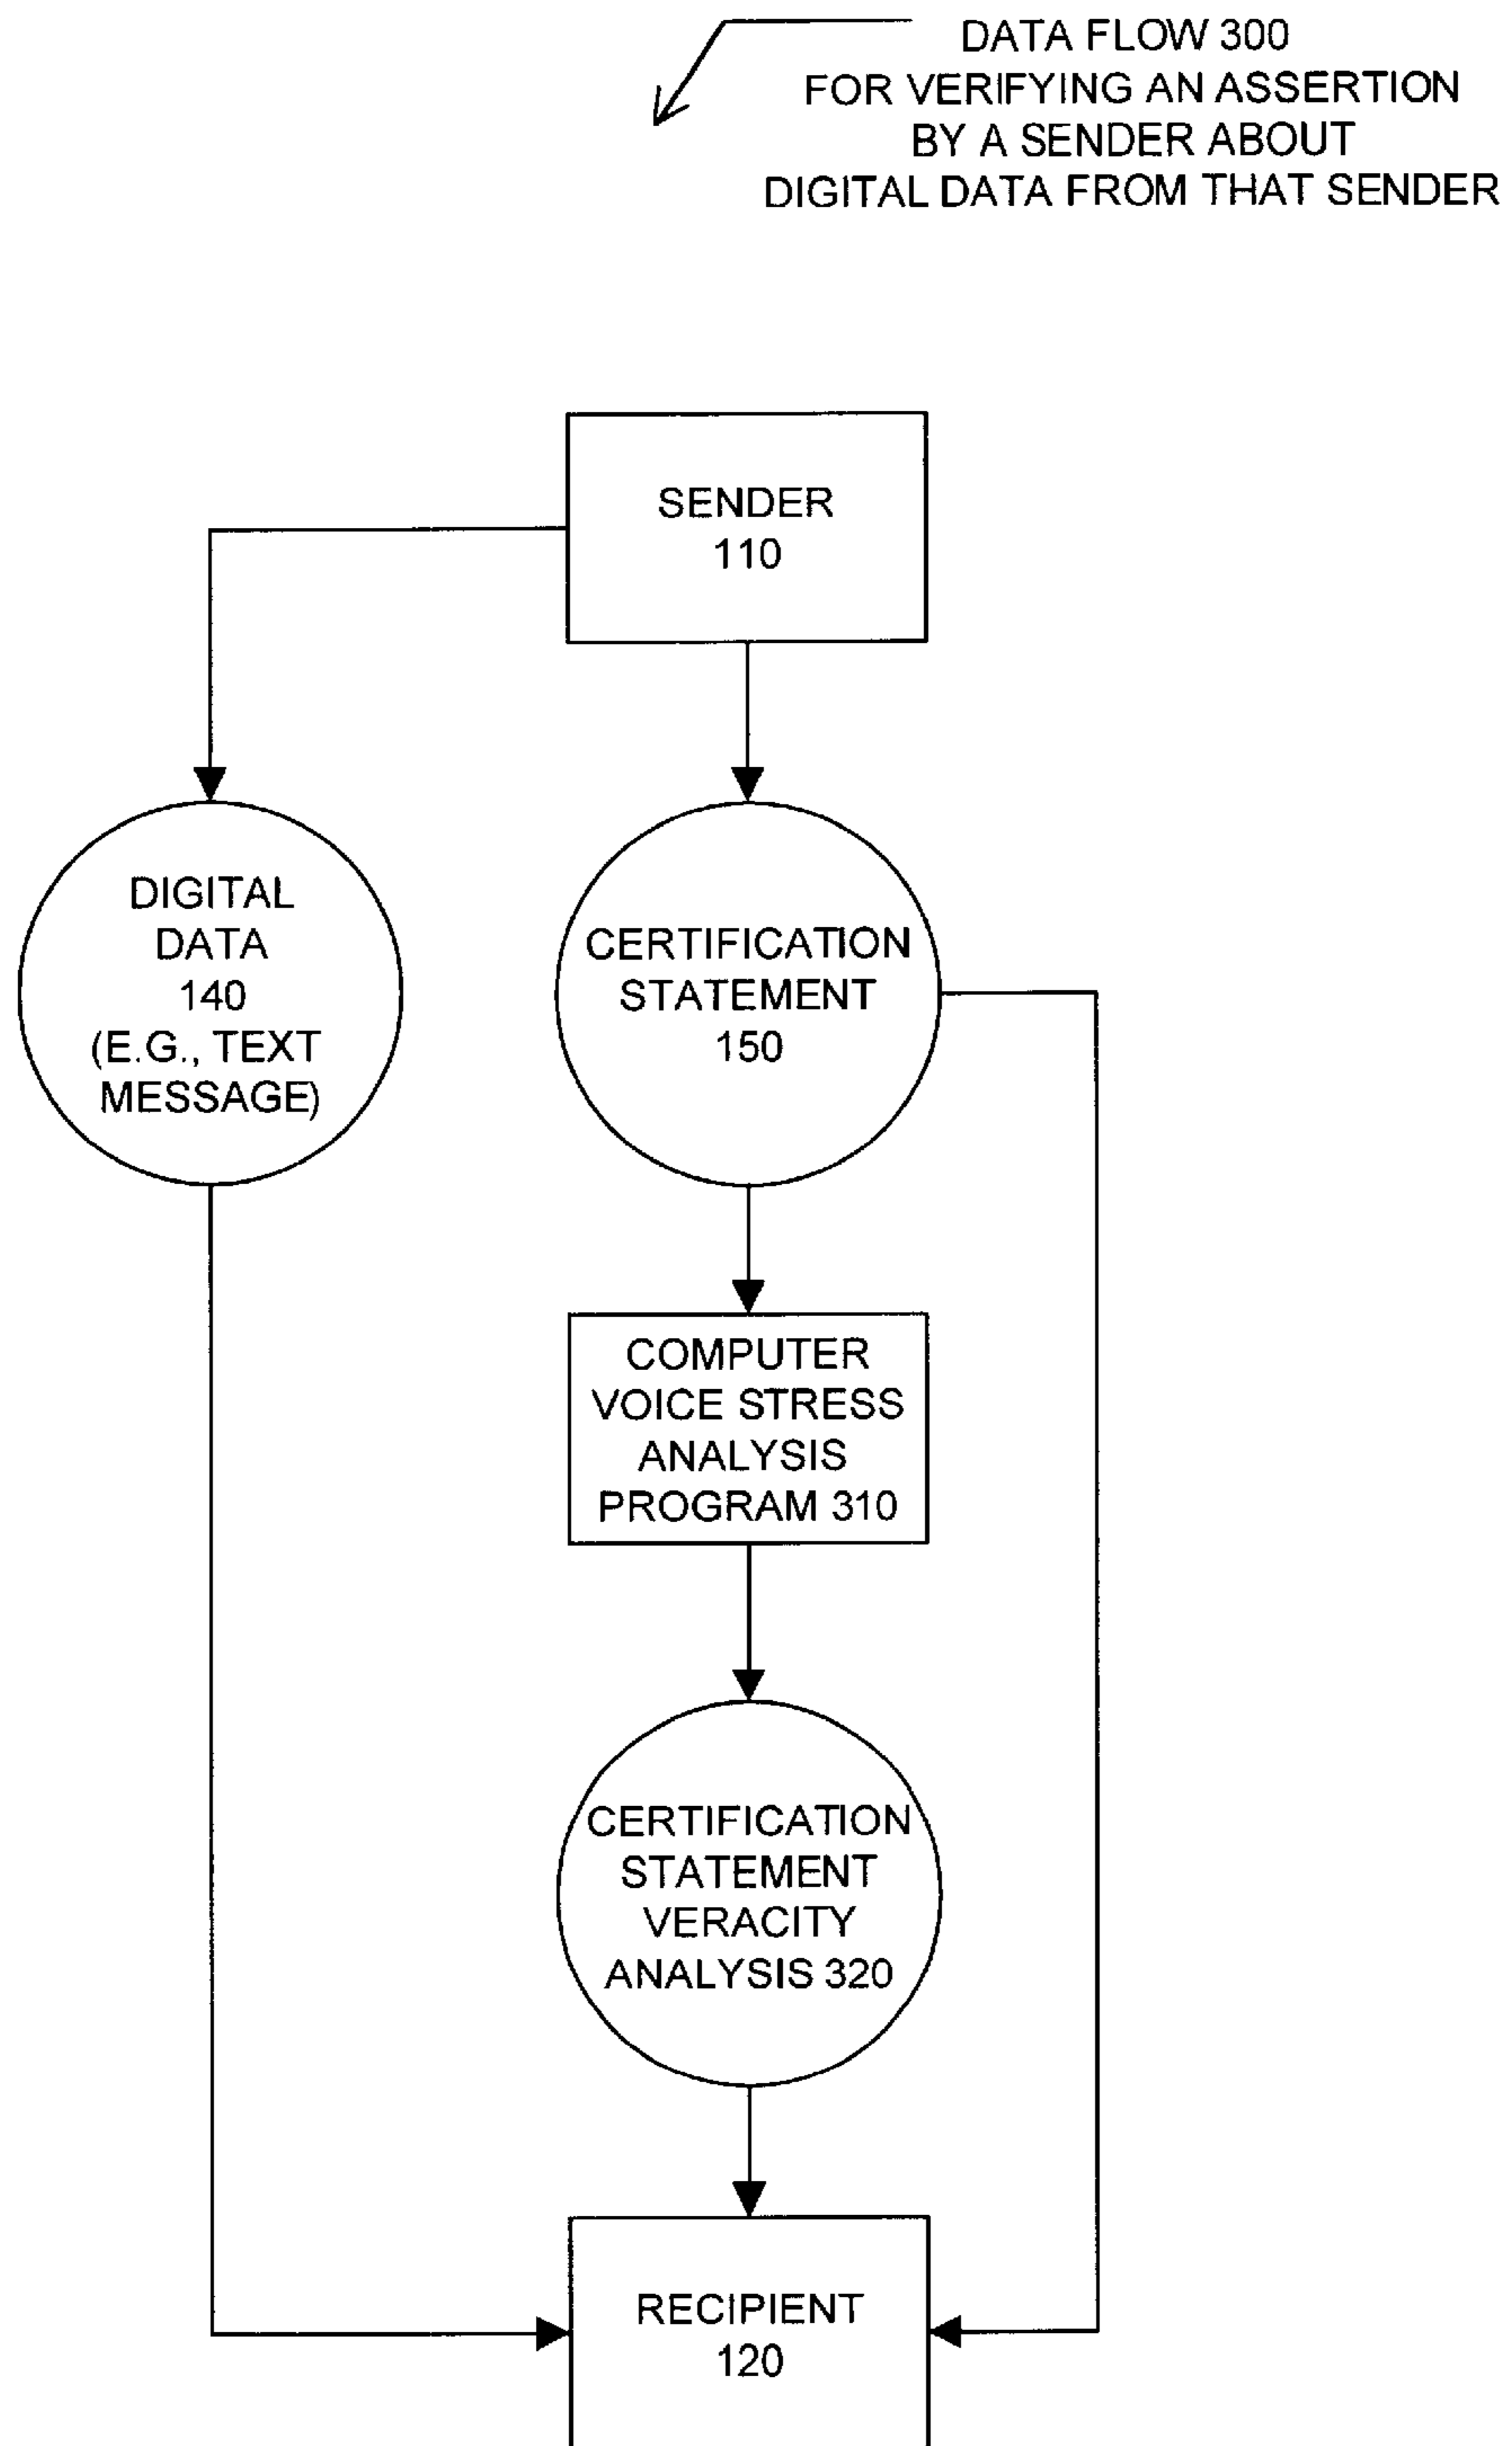 DATA FLOW 300
FOR VERIFYING AN ASSERTION
BY A SENDER ABOUT
DIGITAL DATA FROM THAT SENDER
SENDER
110
DIGITAL
DATA
140
(E.G., TEXT
MESSAGE)
CERTIFICATION
STATEMENT
150
COMPUTER
VOICE STRESS
ANALYSIS
PROGRAM 310
CERTIFICATION
STATEMENT
VERACITY
ANALYSIS 320
RECIPIENT
120